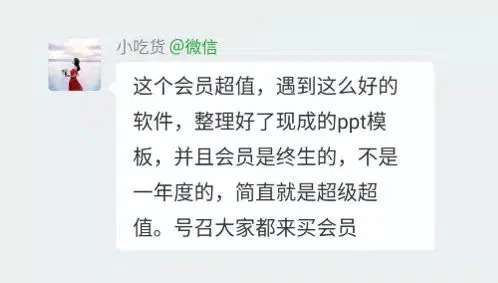 小吃货 @微信
这个会员超值，遇到这么好的
软件，整理好了现成的ppt模
板，并且会员是终生的，不是
一年度的，简直就是超级超
值。号召大家都来买会员